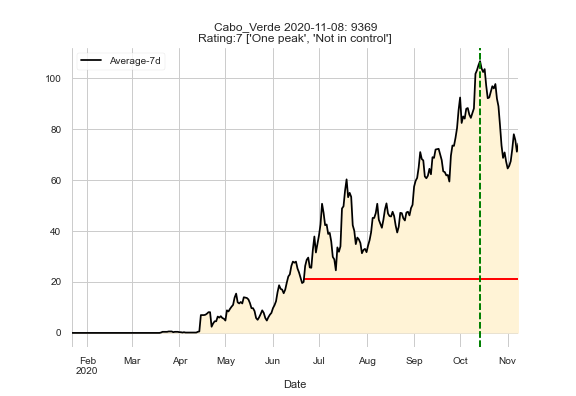 Cabo_Verde 2020-11-08: 9369
Rating:7 ['One peak', 'Not in control']
Average-7d
100
80
60
40
20
0
Feb Mar Apr May Jun Jul Aug Sep Oct Nov
2020
Date